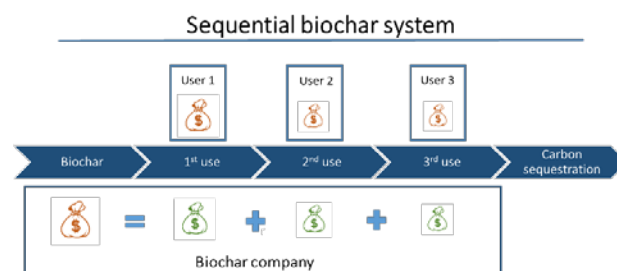 Sequential biochar system
User 1
User 2
User 3
$
$
$
Biochar
1st use
2nd use
3rd use
Carbon
sequestration
$
=
$
+
$
+
$
Biochar company